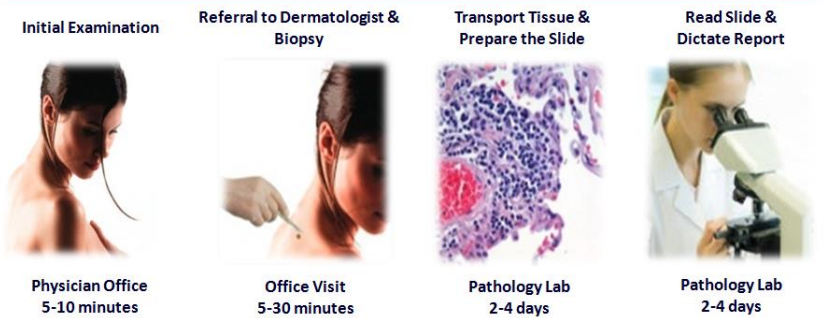 Initial Examination
Referral to Dermatologist &
Biopsy
Transport Tissue &
Prepare the Slide
Read Slide &
Dictate Report
Physician Office
5-10 minutes
Office Visit
5-30 minutes
Pathology Lab
2-4 days
Pathology Lab
2-4 days